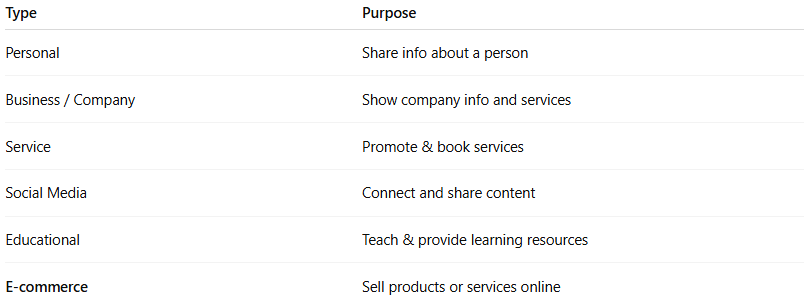 Type Purpose
Personal Share info about a person
Business / Company Show company info and services
Service Promote & book services
Social Media Connect and share content
Educational Teach & provide learning resources
E-commerce Sell products or services online